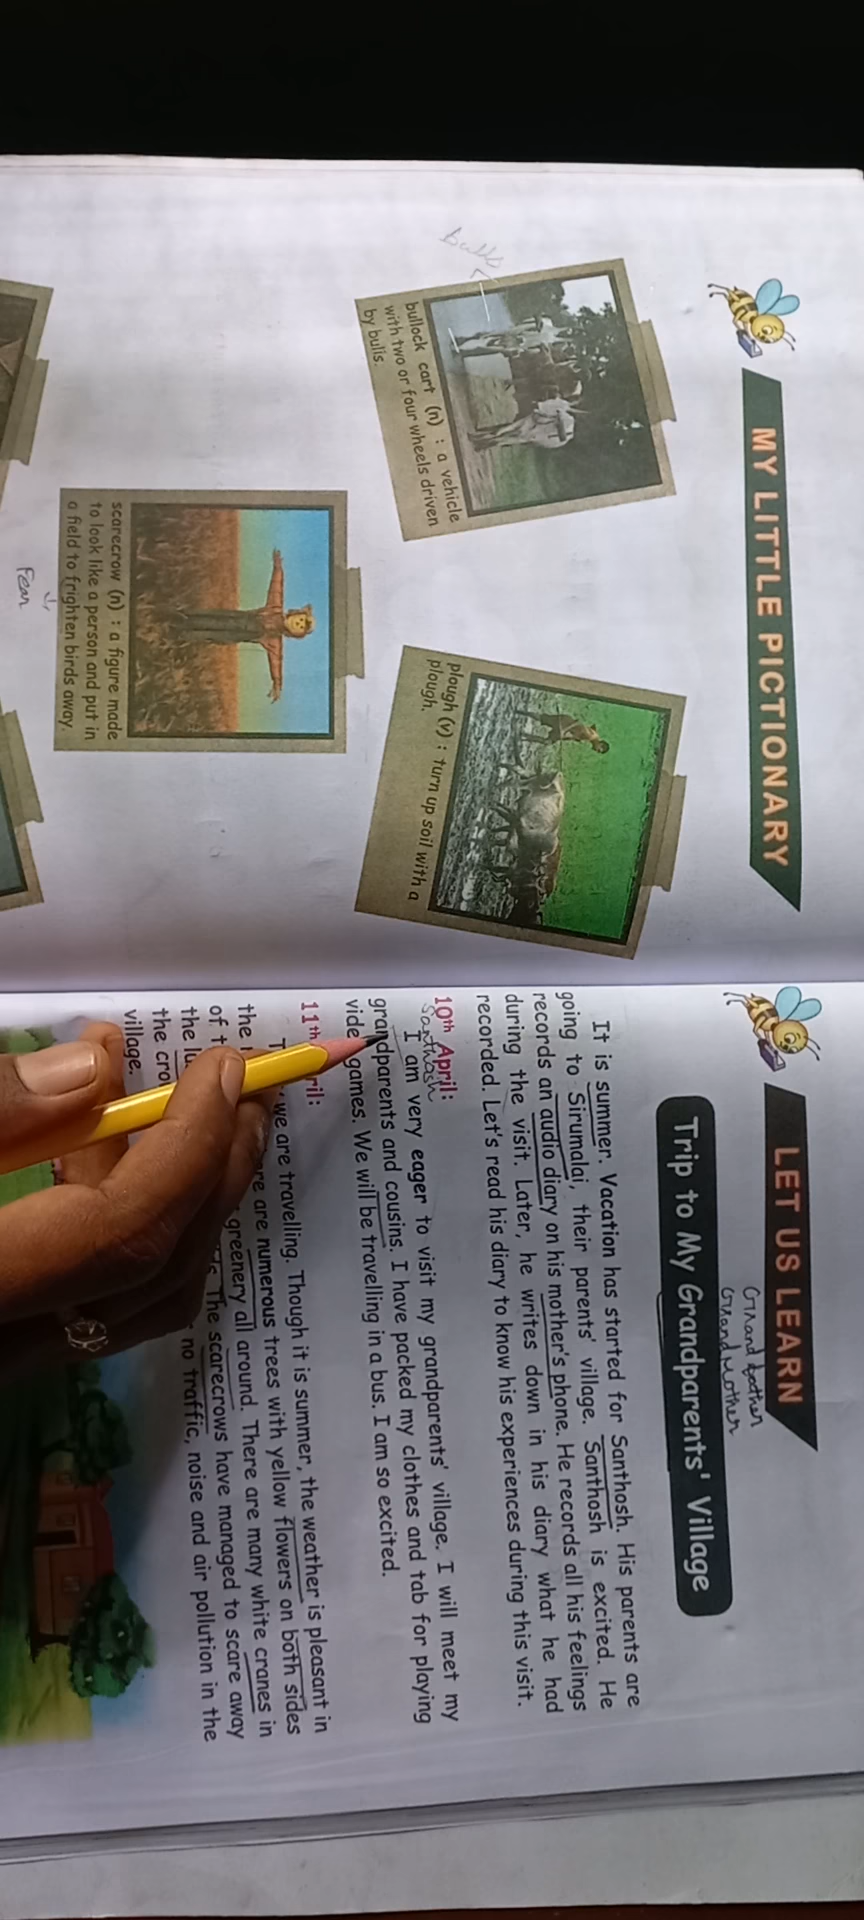 MY LITTLE PICTIONARY
bulls
bullock cart (n) : a vehicle
with two or four wheels driven
by bulls.
plough (v) : turn up soil with a
plough.
scarecrow (n) : a figure made
to look like a person and put in
a field to frighten birds away.
Fear
LET US LEARN
Grand father
Grand Mother
Trip to My Grandparents' Village
It is summer. Vacation has started for Santhosh. His parents are
going to Sirumalai, their parents' village. Santhosh is excited. He
records an audio diary on his mother's phone. He records all his feelings
during the visit. Later, he writes down in his diary what he had
recorded. Let's read his diary to know his experiences during this visit.
10th April:
Santhosh
I am very eager to visit my grandparents' village. I will meet my
grandparents and cousins. I have packed my clothes and tab for playing
games. We will be travelling in a bus. I am so excited.
11th
we are travelling. Though it is summer, the weather is pleasant in
the are numerous trees with yellow flowers on both sides
of greenery all around. There are many white cranes in
the The scarecrows have managed to scare away
the no traffic, noise and air pollution in the
village.